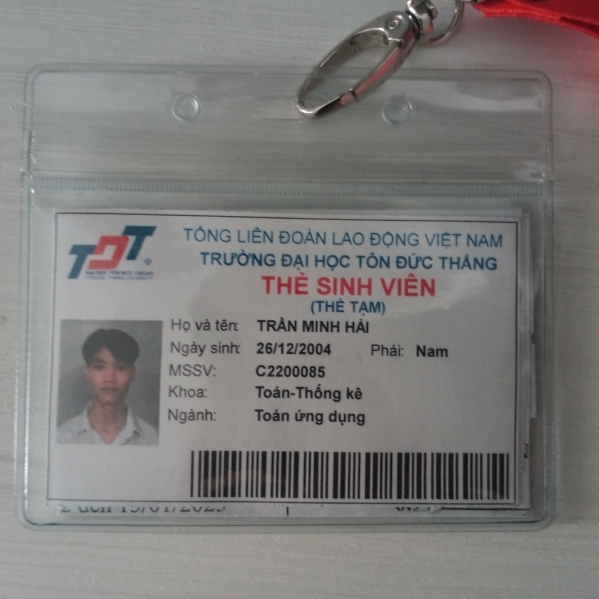 TDT
TỔNG LIÊN ĐOÀN LAO ĐỘNG VIỆT NAM
TRƯỜNG ĐẠI HỌC TÔN ĐỨC THẮNG
THẺ SINH VIÊN
(THẺ TẠM)
Họ và tên: TRẦN MINH HẢI
Ngày sinh: 26/12/2004 Phái: Nam
MSSV: C2200085
Khoa: Toán-Thống kê
Ngành: Toán ứng dụng